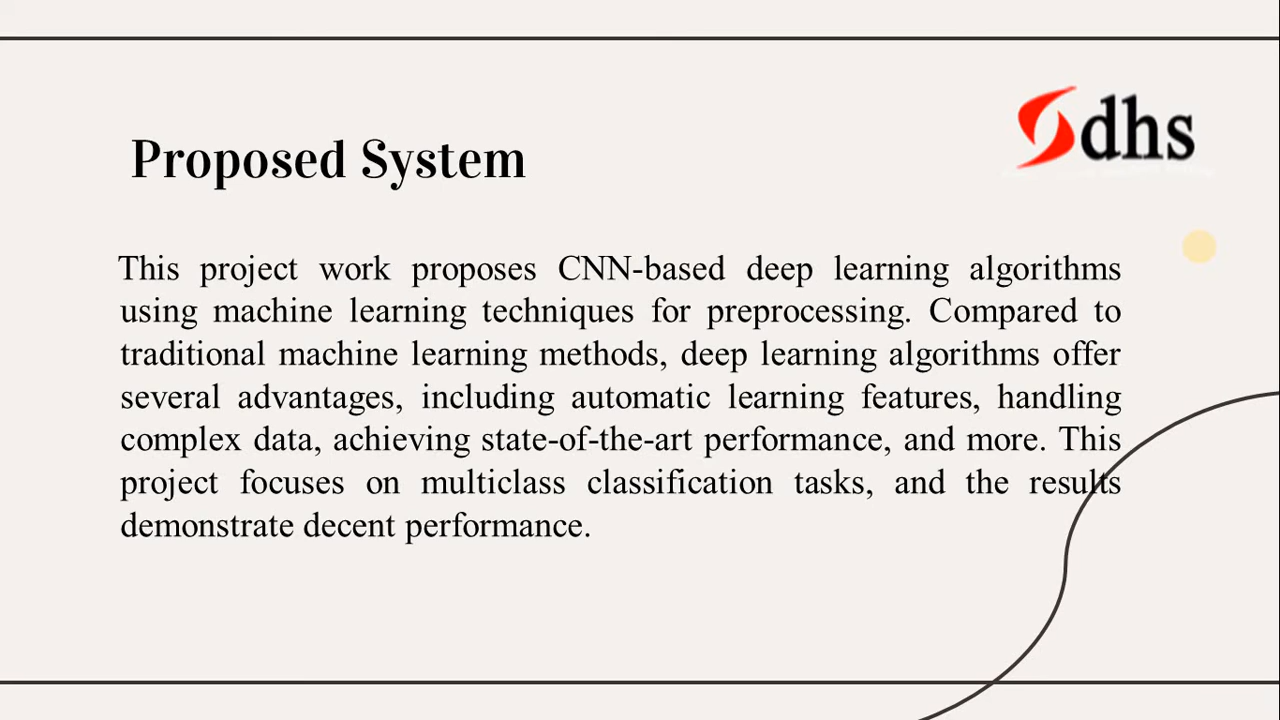 dhs
Proposed System
This project work proposes CNN-based deep learning algorithms
using machine learning techniques for preprocessing. Compared to
traditional machine learning methods, deep learning algorithms offer
several advantages, including automatic learning features, handling
complex data, achieving state-of-the-art performance, and more. This
project focuses on multiclass classification tasks, and the results
demonstrate decent performance.